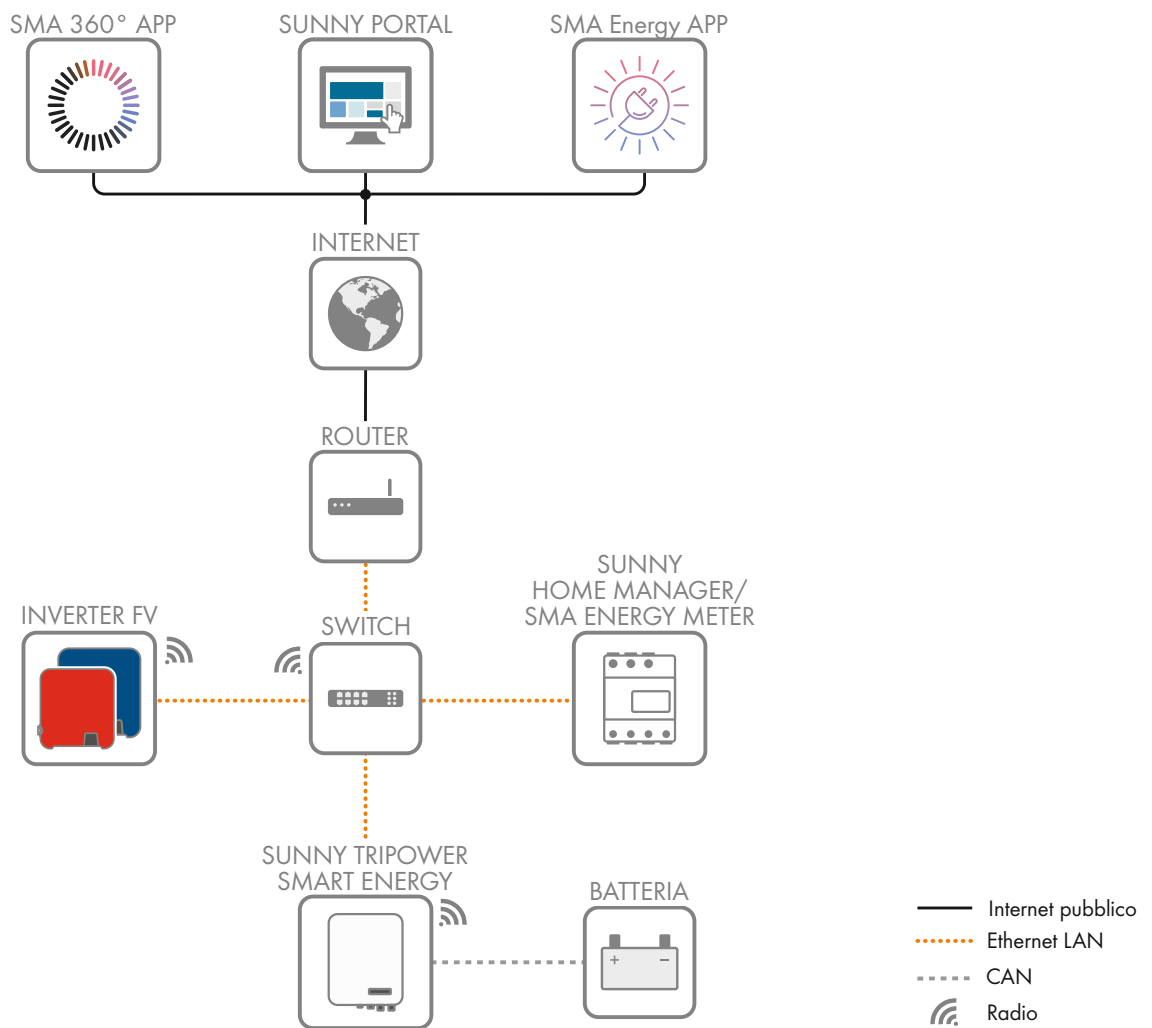 SMA 360° APP
SUNNY PORTAL
SMA Energy APP
INTERNET
ROUTER
SUNNY
HOME MANAGER/
SMA ENERGY METER
INVERTER FV
SWITCH
SUNNY TRIPOWER
SMART ENERGY
BATTERIA
+ −
Internet pubblico
Ethernet LAN
CAN
Radio